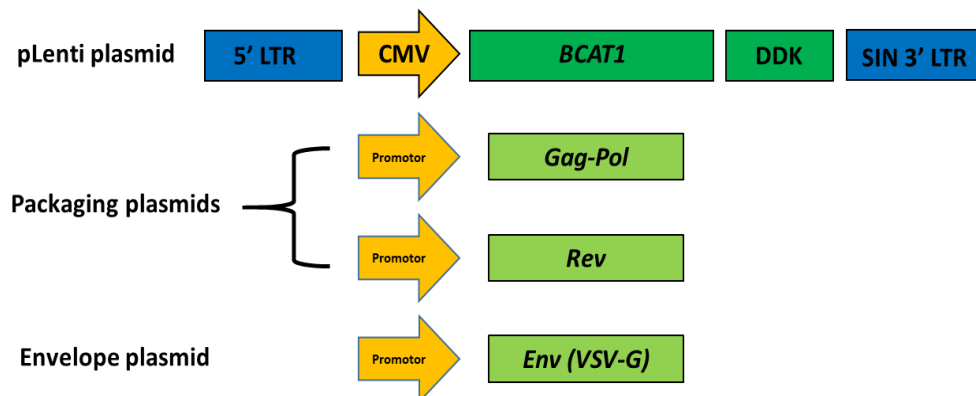 pLenti plasmid 5’ LTR CMV BCAT1 DDK SIN 3’ LTR
Promotor Gag-Pol
Packaging plasmids
Promotor Rev
Envelope plasmid Promotor Env (VSV-G)